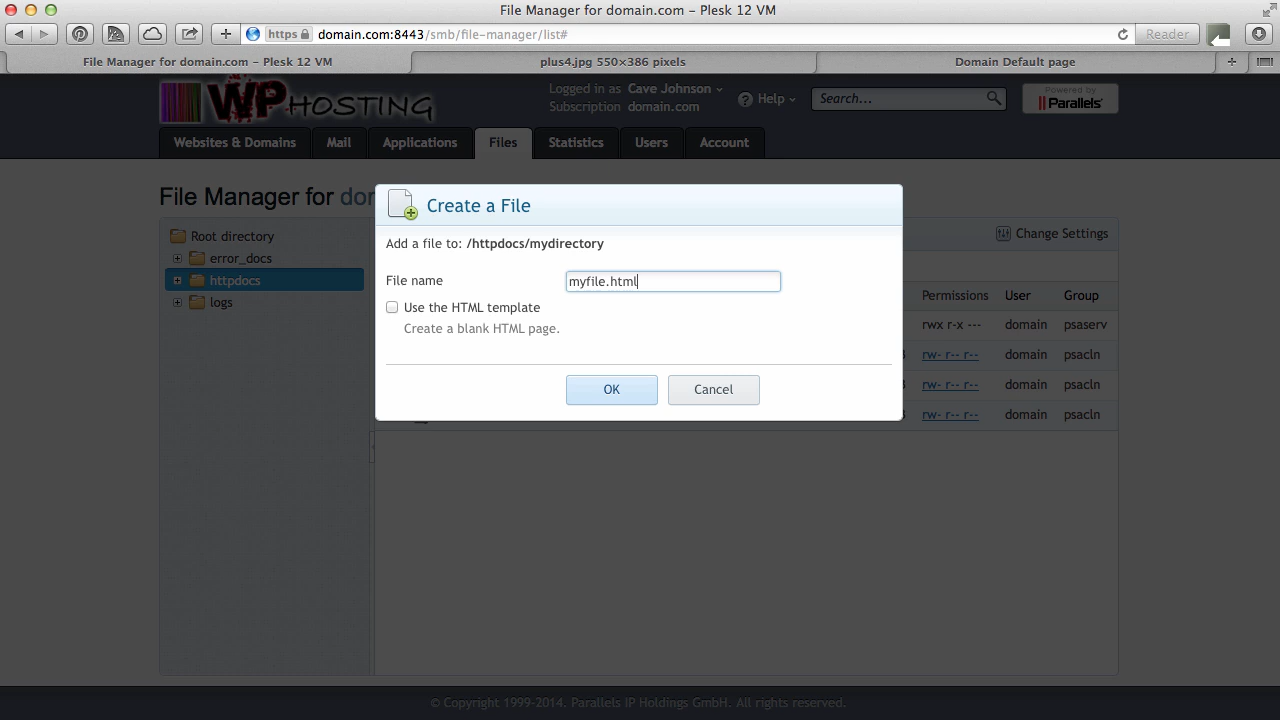 File Manager for domain.com – Plesk 12 VM
https domain.com:8443/smb/file-manager/list# Reader
File Manager for domain.com – Plesk 12 VM plus4.jpg 550×386 pixels Domain Default page
WPHOSTING
Logged in as Cave Johnson
Subscription domain.com
Help
Search...
Powered by
Parallels
Websites & Domains Mail Applications Files Statistics Users Account
File Manager for
Root directory
error_docs
httpdocs
logs
Change Settings
Create a File
Add a file to: /httpdocs/mydirectory
File name myfile.html
Use the HTML template
Create a blank HTML page.
OK Cancel
Permissions User Group
rwx r-x --- domain psaserv
rw- r-- r-- domain psacln
rw- r-- r-- domain psacln
rw- r-- r-- domain psacln
© Copyright 1999-2014. Parallels IP Holdings GmbH. All rights reserved.